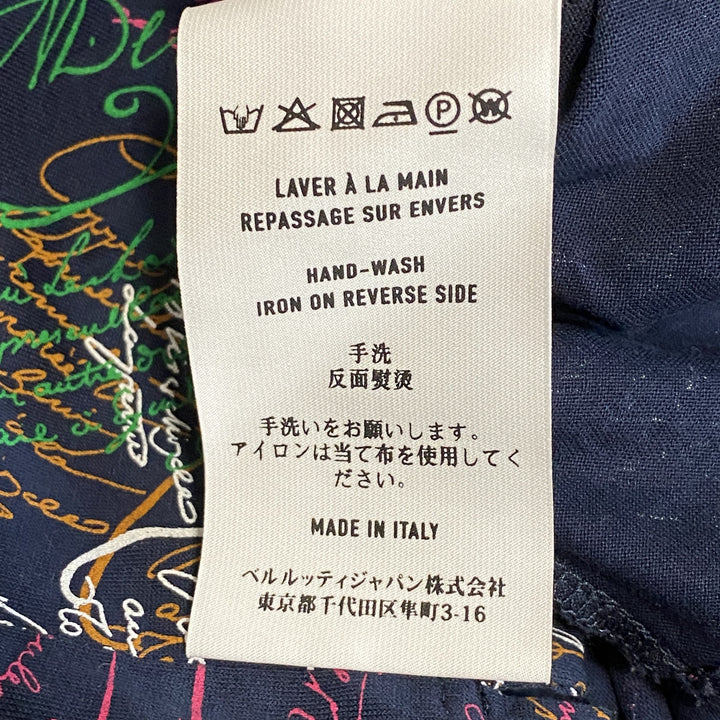 P W
LAVER À LA MAIN
REPASSAGE SUR ENVERS
HAND-WASH
IRON ON REVERSE SIDE
手洗
反面熨燙
手洗いをお願いします。
アイロンは当て布を使用してく
ださい。
MADE IN ITALY
ベルルッティジャパン株式会社
東京都千代田区隼町3-16